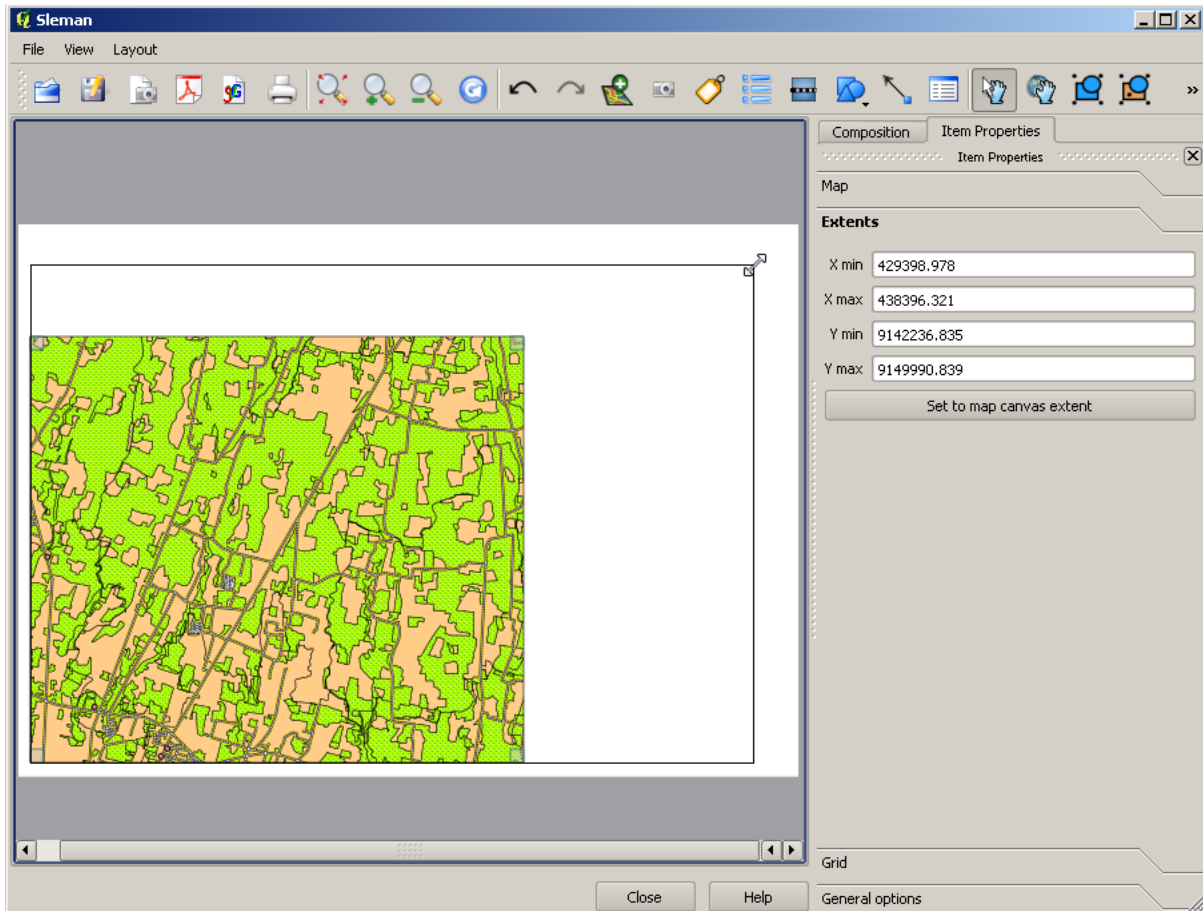 Sleman
File View Layout
»
Composition Item Properties
Item Properties
Map
Extents
X min 429398.978
X max 438396.321
Y min 9142236.835
Y max 9149990.839
Set to map canvas extent
Grid
General options
Close Help